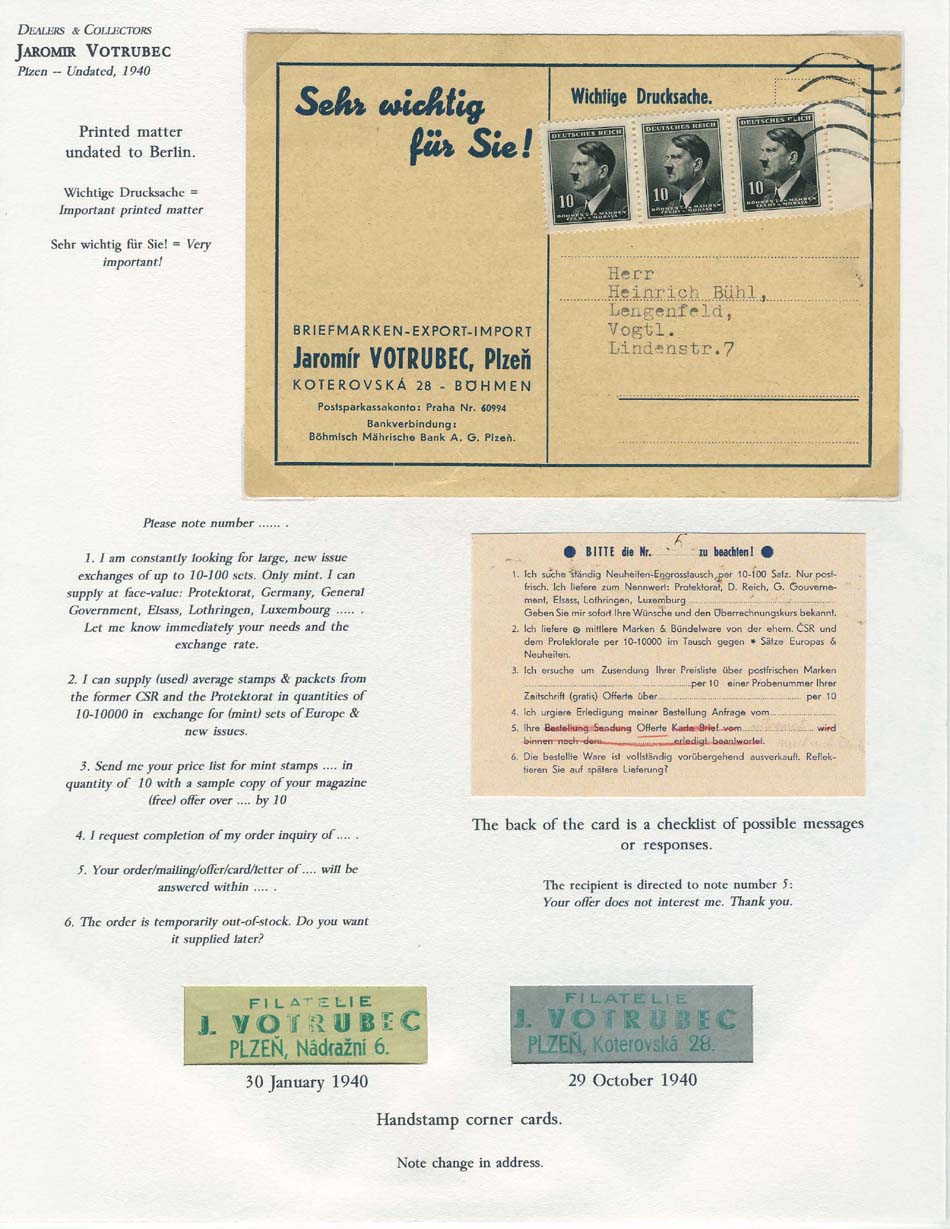 DEALERS & COLLECTORS
JAROMIR VOTRUBEC
Plzen -- Undated, 1940
Printed matter
undated to Berlin.
Wichtige Drucksache =
Important printed matter
Sehr wichtig für Sie! = Very
important!
Sehr wichtig
für Sie!
Wichtige Drucksache.
DEUTSCHES REICH
10
BÖHMEN U. MÄHREN
ČECHY A MORAVA
DEUTSCHES REICH
10
BÖHMEN U. MÄHREN
ČECHY A MORAVA
DEUTSCHES REICH
10
BÖHMEN U. MÄHREN
ČECHY A MORAVA
Herr
Heinrich Bühl,
Lengenfeld,
Vogtl.
Lindenstr.7
BRIEFMARKEN-EXPORT-IMPORT
Jaromír VOTRUBEC, Plzeň
KOTEROVSKÁ 28 - BÖHMEN
Postsparkassakonto: Praha Nr. 60994
Bankverbindung:
Böhmisch Mährische Bank A. G. Plzeň.
Please note number ...... .
1. I am constantly looking for large, new issue
exchanges of up to 10-100 sets. Only mint. I can
supply at face-value: Protektorat, Germany, General
Government, Elsass, Lothringen, Luxembourg ..... .
Let me know immediately your needs and the
exchange rate.
2. I can supply (used) average stamps & packets from
the former CSR and the Protektorat in quantities of
10-10000 in exchange for (mint) sets of Europe &
new issues.
3. Send me your price list for mint stamps .... in
quantity of 10 with a sample copy of your magazine
(free) offer over .... by 10
4. I request completion of my order inquiry of .... .
5. Your order/mailing/offer/card/letter of .... will be
answered within .... .
6. The order is temporarily out-of-stock. Do you want
it supplied later?
BITTE die Nr. 5 zu beachten!
1. Ich suche ständig Neuheiten-Engrosstausch per 10-100 Satz. Nur post-
frisch. Ich liefere zum Nennwert: Protektorat, D. Reich, G. Gouverne-
ment, Elsass, Lothringen, Luxemburg
Geben Sie mir sofort Ihre Wünsche und den Überrechnungskurs bekannt.
2. Ich liefere ⊙ mittlere Marken & Bündelware von der ehem. ČSR und
dem Protektorate per 10-10000 im Tausch gegen * Sätze Europas &
Neuheiten.
3. Ich ersuche um Zusendung Ihrer Preisliste über postfrischen Marken
per 10 einer Probenummer Ihrer
Zeitschrift (gratis) Offerte über per 10
4. Ich urgiere Erledigung meiner Bestellung Anfrage vom
5. Ihre Bestellung Sendung Offerte Karte Brief vom wird
binnen nach dem erledigt beantwortet.
6. Die bestellte Ware ist vollständig vorübergehend ausverkauft. Reflek-
tieren Sie auf spätere Lieferung?
The back of the card is a checklist of possible messages
or responses.
The recipient is directed to note number 5:
Your offer does not interest me. Thank you.
FILATELIE
J. VOTRUBEC
PLZEŇ, Nádražní 6.
30 January 1940
FILATELIE
J. VOTRUBEC
PLZEŇ, Koterovská 28.
29 October 1940
Handstamp corner cards.
Note change in address.